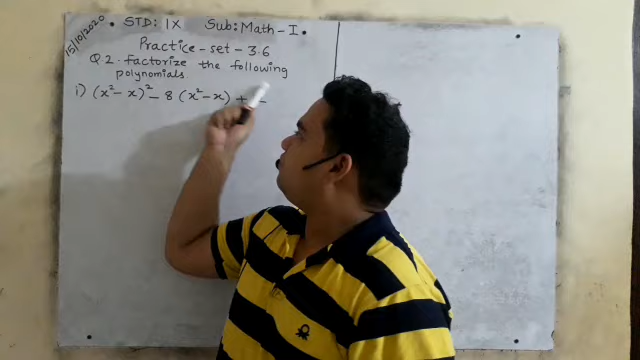 15/10/2020
• STD: IX Sub: Math - I •
Practice - set - 3.6
Q.2. factorize the following
polynomials
i) (x² - x)² - 8 (x² - x) +